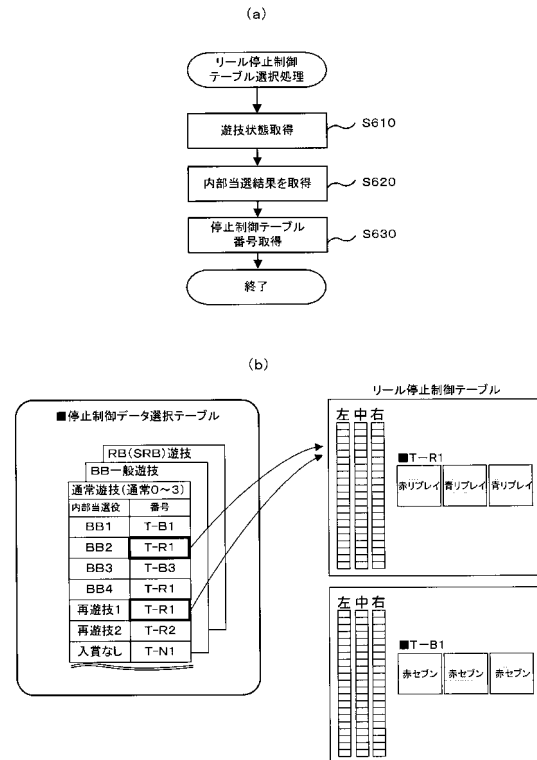 (a)
リール停止制御
テーブル選択処理
遊技状態取得
S610
内部当選結果を取得
S620
停止制御テーブル
番号取得
S630
終了
(b)
■停止制御データ選択テーブル
RB(SRB)遊技
BB一般遊技
通常遊技(通常0～3)
内部当選役 番号
BB1 T-B1
BB2 T-R1
BB3 T-B3
BB4 T-R1
再遊技1 T-R1
再遊技2 T-R2
入賞なし T-N1
リール停止制御テーブル
左 中 右
■T-R1
赤リプレイ 青リプレイ 青リプレイ
左 中 右
■T-B1
赤セブン 赤セブン 赤セブン